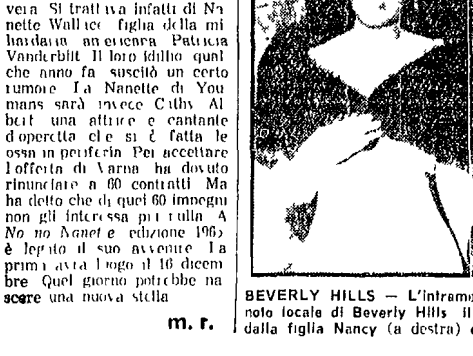 vera Si trattava infatti di Na
nette Wallace figlia della mi
liardaria americana Patricia
Vanderbilt Il loro idillio qual
che anno fa suscitò un certo
rumore La Nanette di You
mans sarà invece Cathy Al
bert una attrice e cantante
d operetta che si è fatta le
ossa in periferia Per accettare
l offerta di Varna ha dovuto
rinunciare a 60 contratti Ma
ha detto che di quei 60 impegni
non gli interessa più nulla A
No no Nanette edizione
è legato il suo avvenire La
prima avrà luogo il 16 dicem
bre Quel giorno potrebbe na
scere una nuova stella
m. r.
BEVERLY HILLS — L'intram
noto locale di Beverly Hills il
dalla figlia Nancy (a destra)